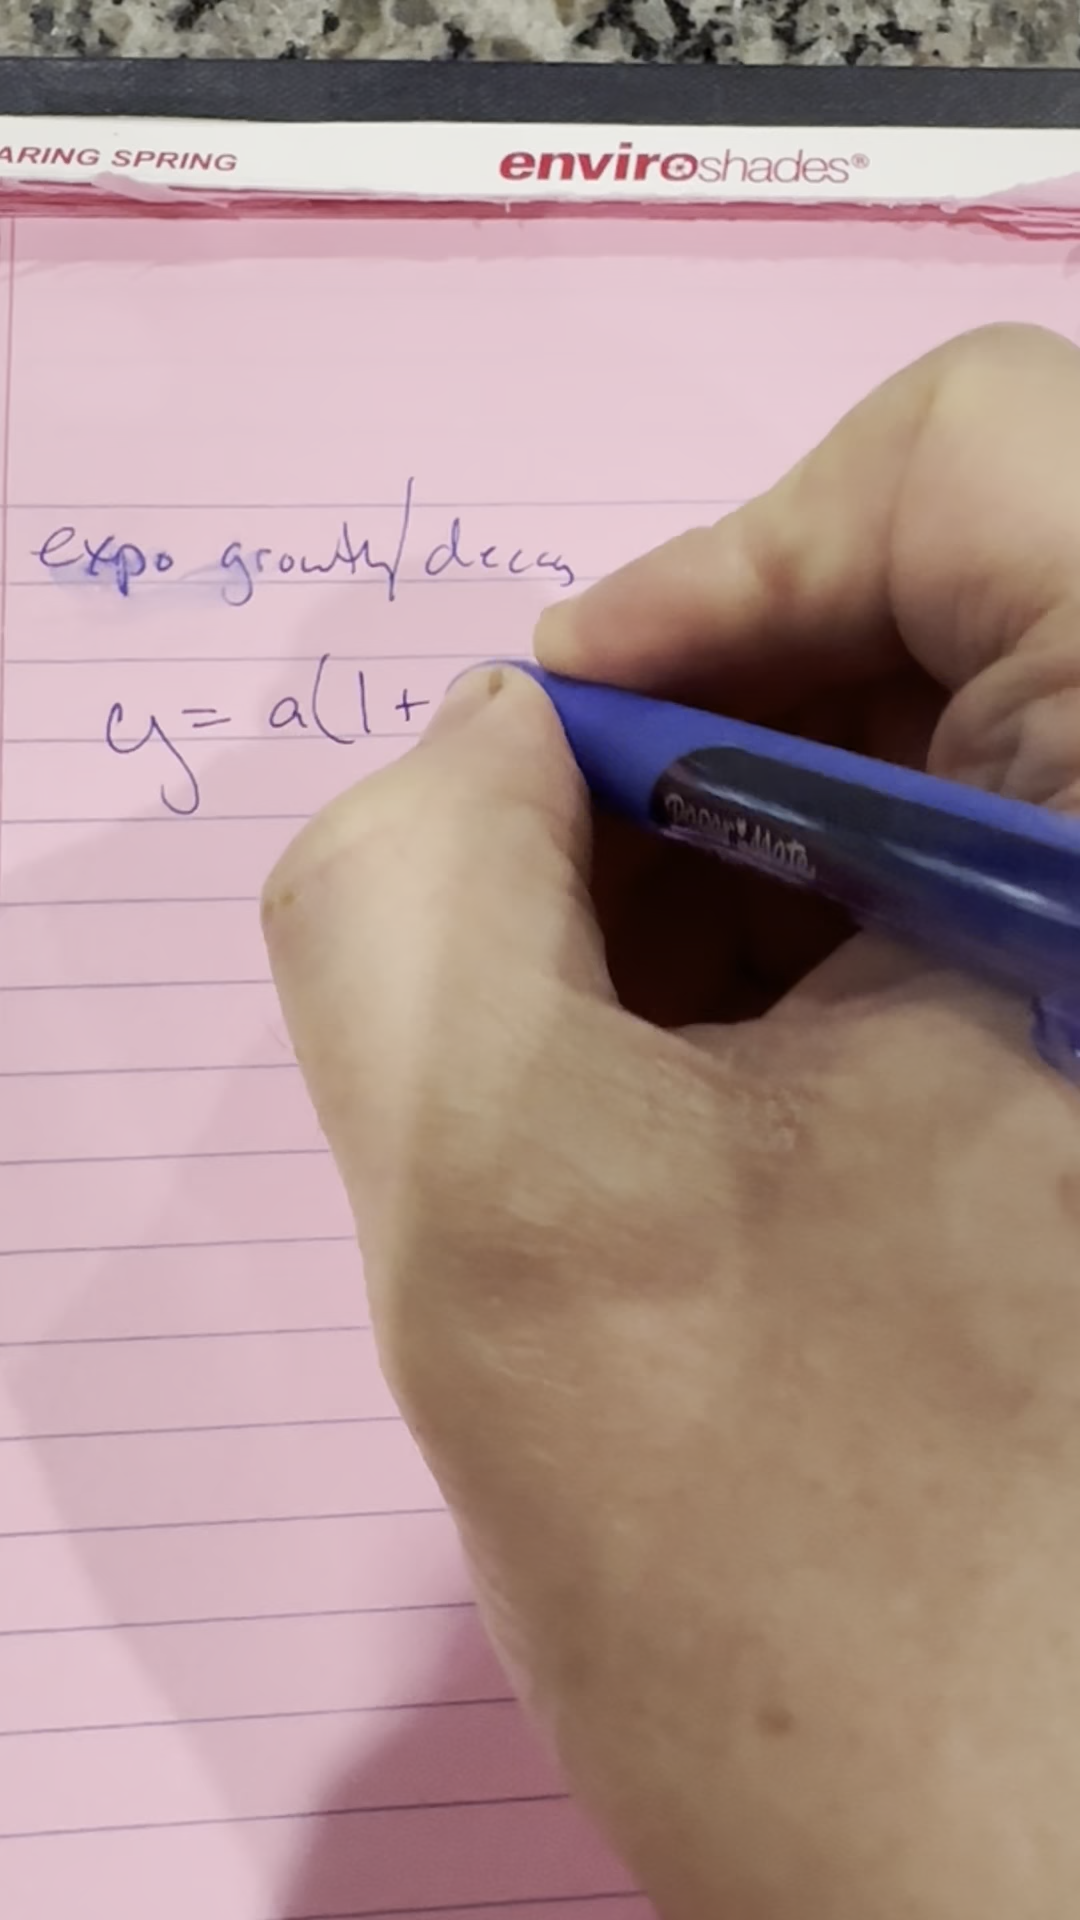 ARING SPRING
enviroshades®
expo growth/decay
y = a(1+
Paper Mate